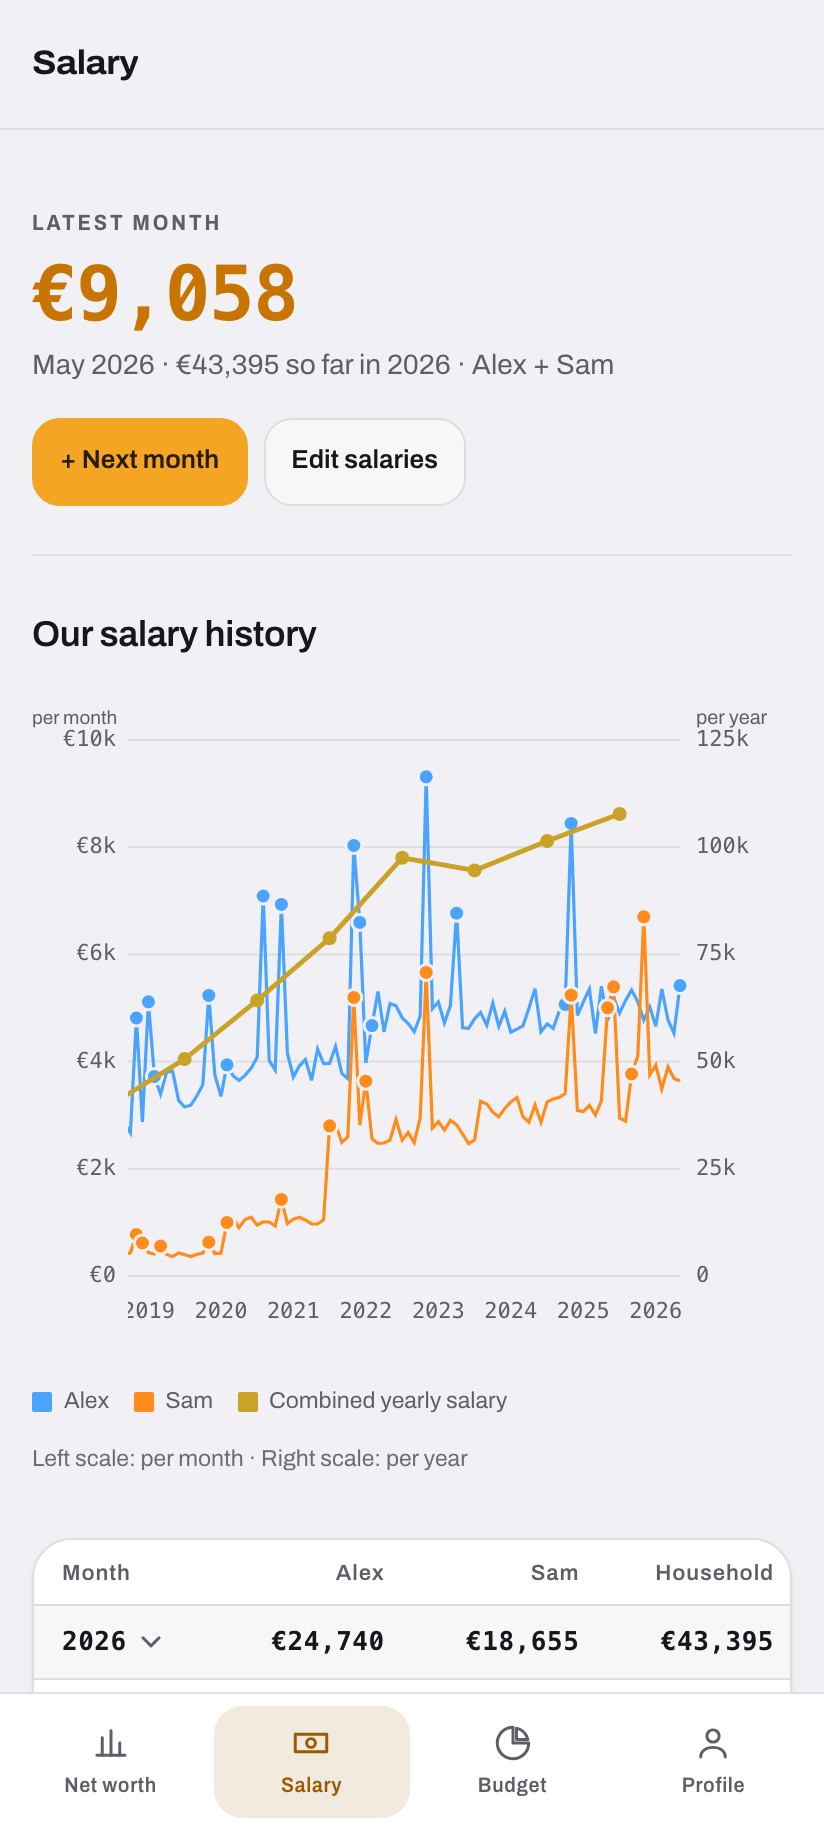 Salary
LATEST MONTH
€9,058
May 2026 · €43,395 so far in 2026 · Alex + Sam
+ Next month
Edit salaries
Our salary history
per month
per year
€10k
125k
€8k
100k
€6k
75k
€4k
50k
€2k
25k
€0
0
2019 2020 2021 2022 2023 2024 2025 2026
Alex Sam Combined yearly salary
Left scale: per month · Right scale: per year
Month Alex Sam Household
2026 €24,740 €18,655 €43,395
Net worth Salary Budget Profile